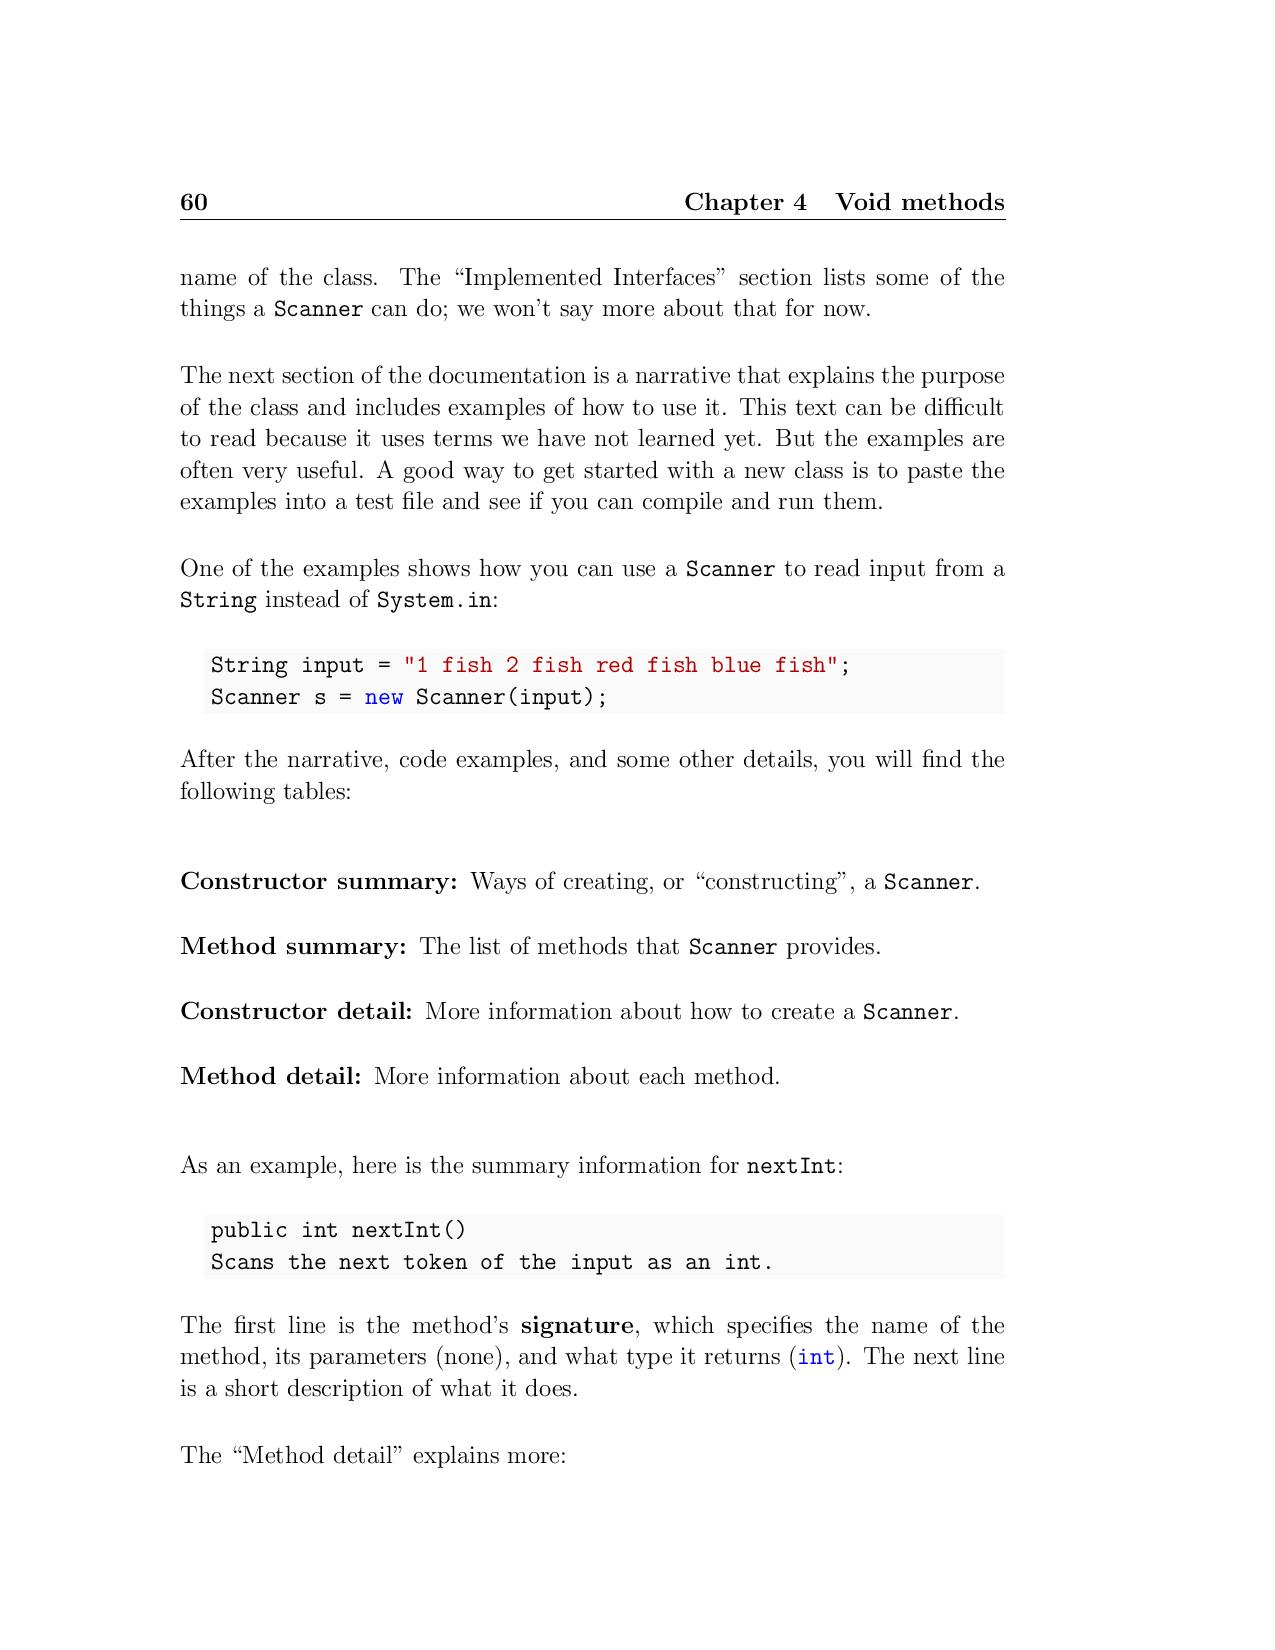 60 Chapter 4 Void methods
name of the class. The “Implemented Interfaces” section lists some of the
things a Scanner can do; we won’t say more about that for now.
The next section of the documentation is a narrative that explains the purpose
of the class and includes examples of how to use it. This text can be difficult
to read because it uses terms we have not learned yet. But the examples are
often very useful. A good way to get started with a new class is to paste the
examples into a test file and see if you can compile and run them.
One of the examples shows how you can use a Scanner to read input from a
String instead of System.in:
String input = "1 fish 2 fish red fish blue fish";
Scanner s = new Scanner(input);
After the narrative, code examples, and some other details, you will find the
following tables:
Constructor summary: Ways of creating, or “constructing”, a Scanner.
Method summary: The list of methods that Scanner provides.
Constructor detail: More information about how to create a Scanner.
Method detail: More information about each method.
As an example, here is the summary information for nextInt:
public int nextInt()
Scans the next token of the input as an int.
The first line is the method’s signature, which specifies the name of the
method, its parameters (none), and what type it returns (int). The next line
is a short description of what it does.
The “Method detail” explains more: